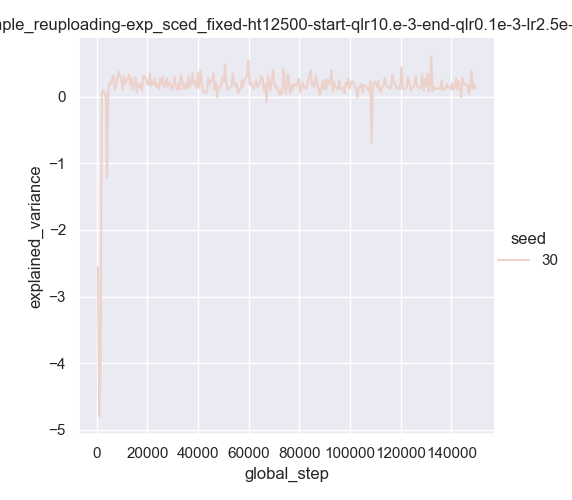 nple_reuploading-exp_sced_fixed-ht12500-start-qlr10.e-3-end-qlr0.1e-3-lr2.5e-
0
−1
−2
−3
−4
−5
explained_variance
seed
30
0 20000 40000 60000 80000 100000 120000 140000
global_step